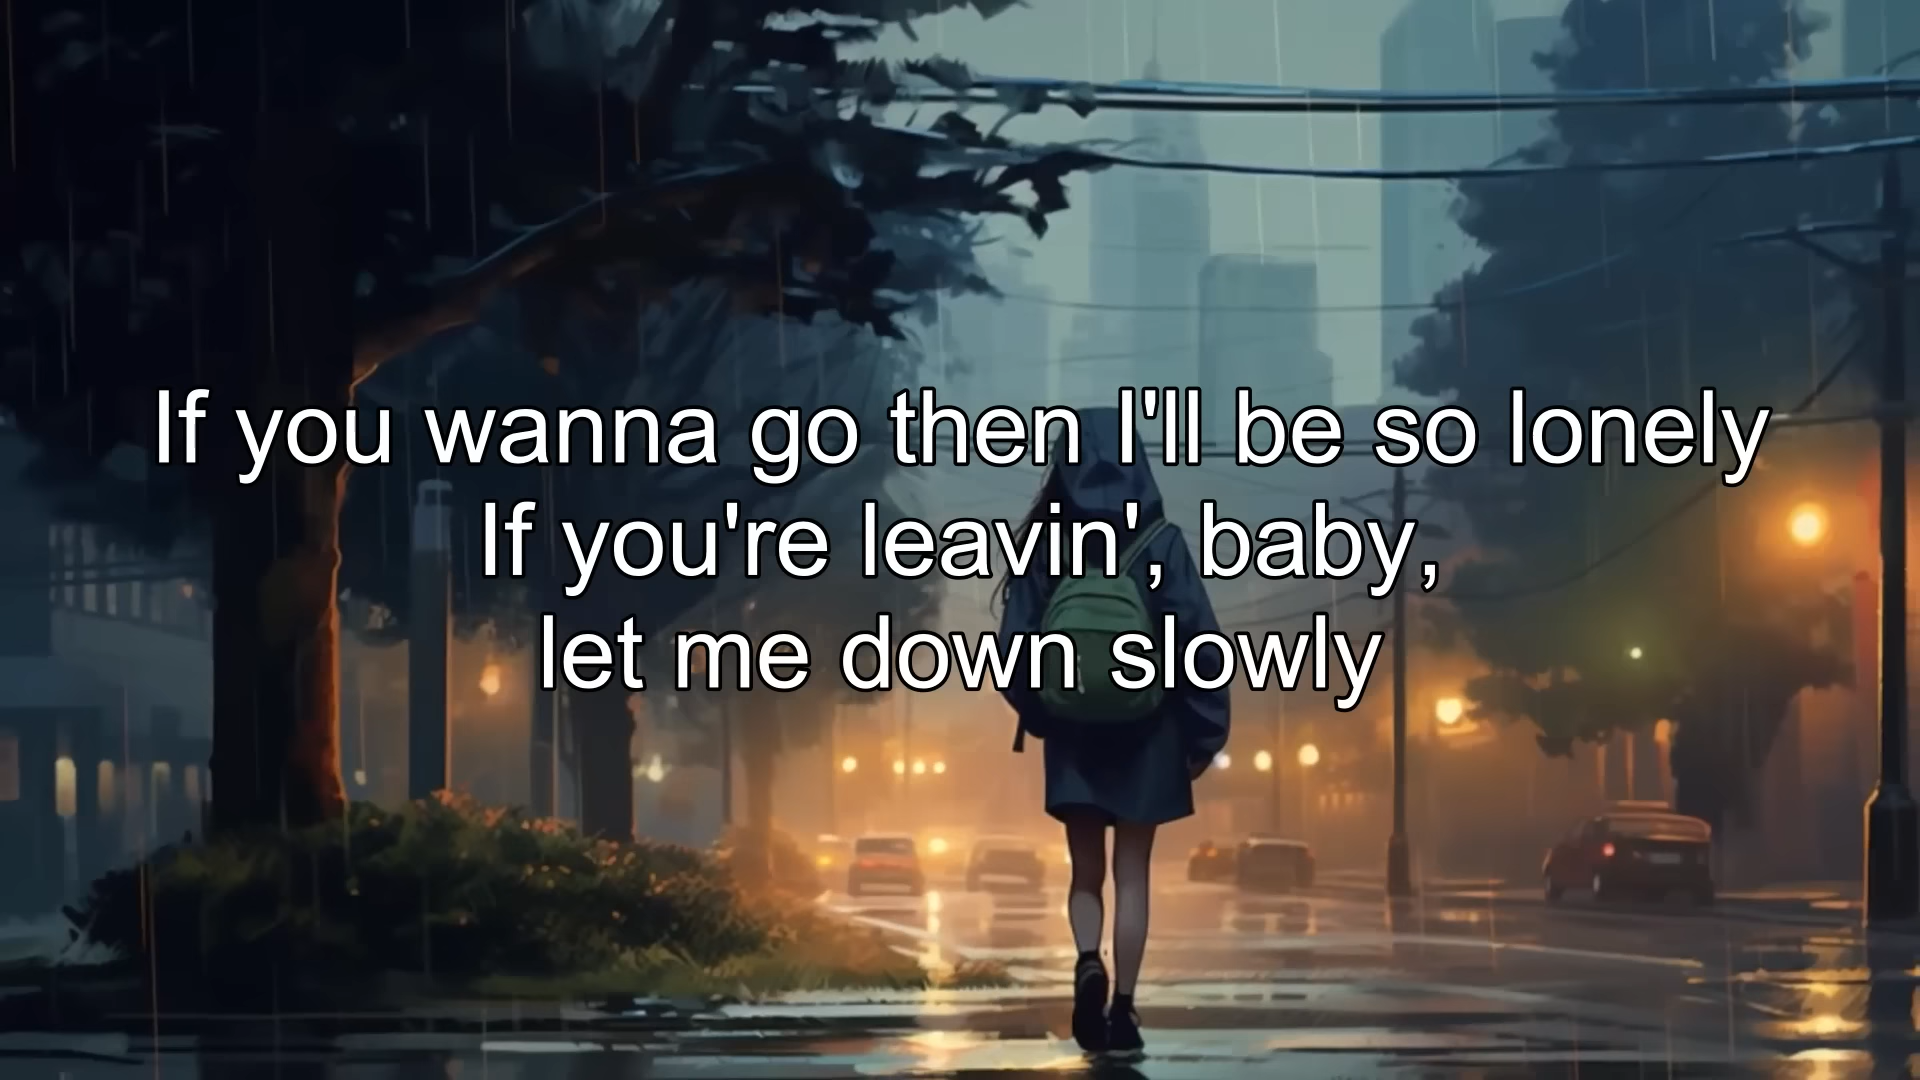 If you wanna go then I'll be so lonely
If you're leavin', baby,
let me down slowly